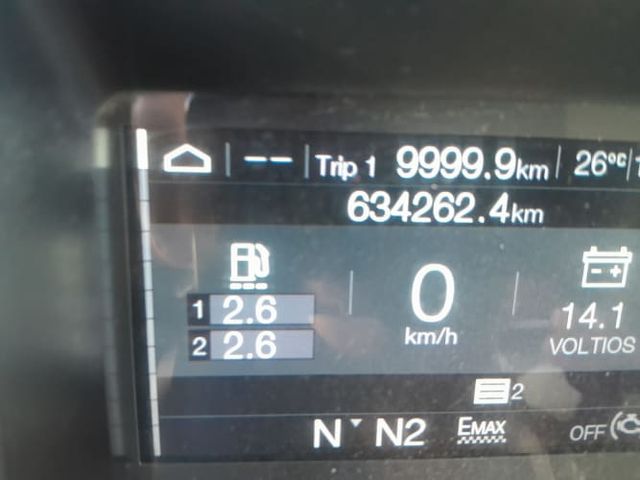 -- Trip 1 9999.9km 26°C
634262.4km
1 2.6
2 2.6
0
km/h
14.1
VOLTIOS
2
N N2 EMAX OFF